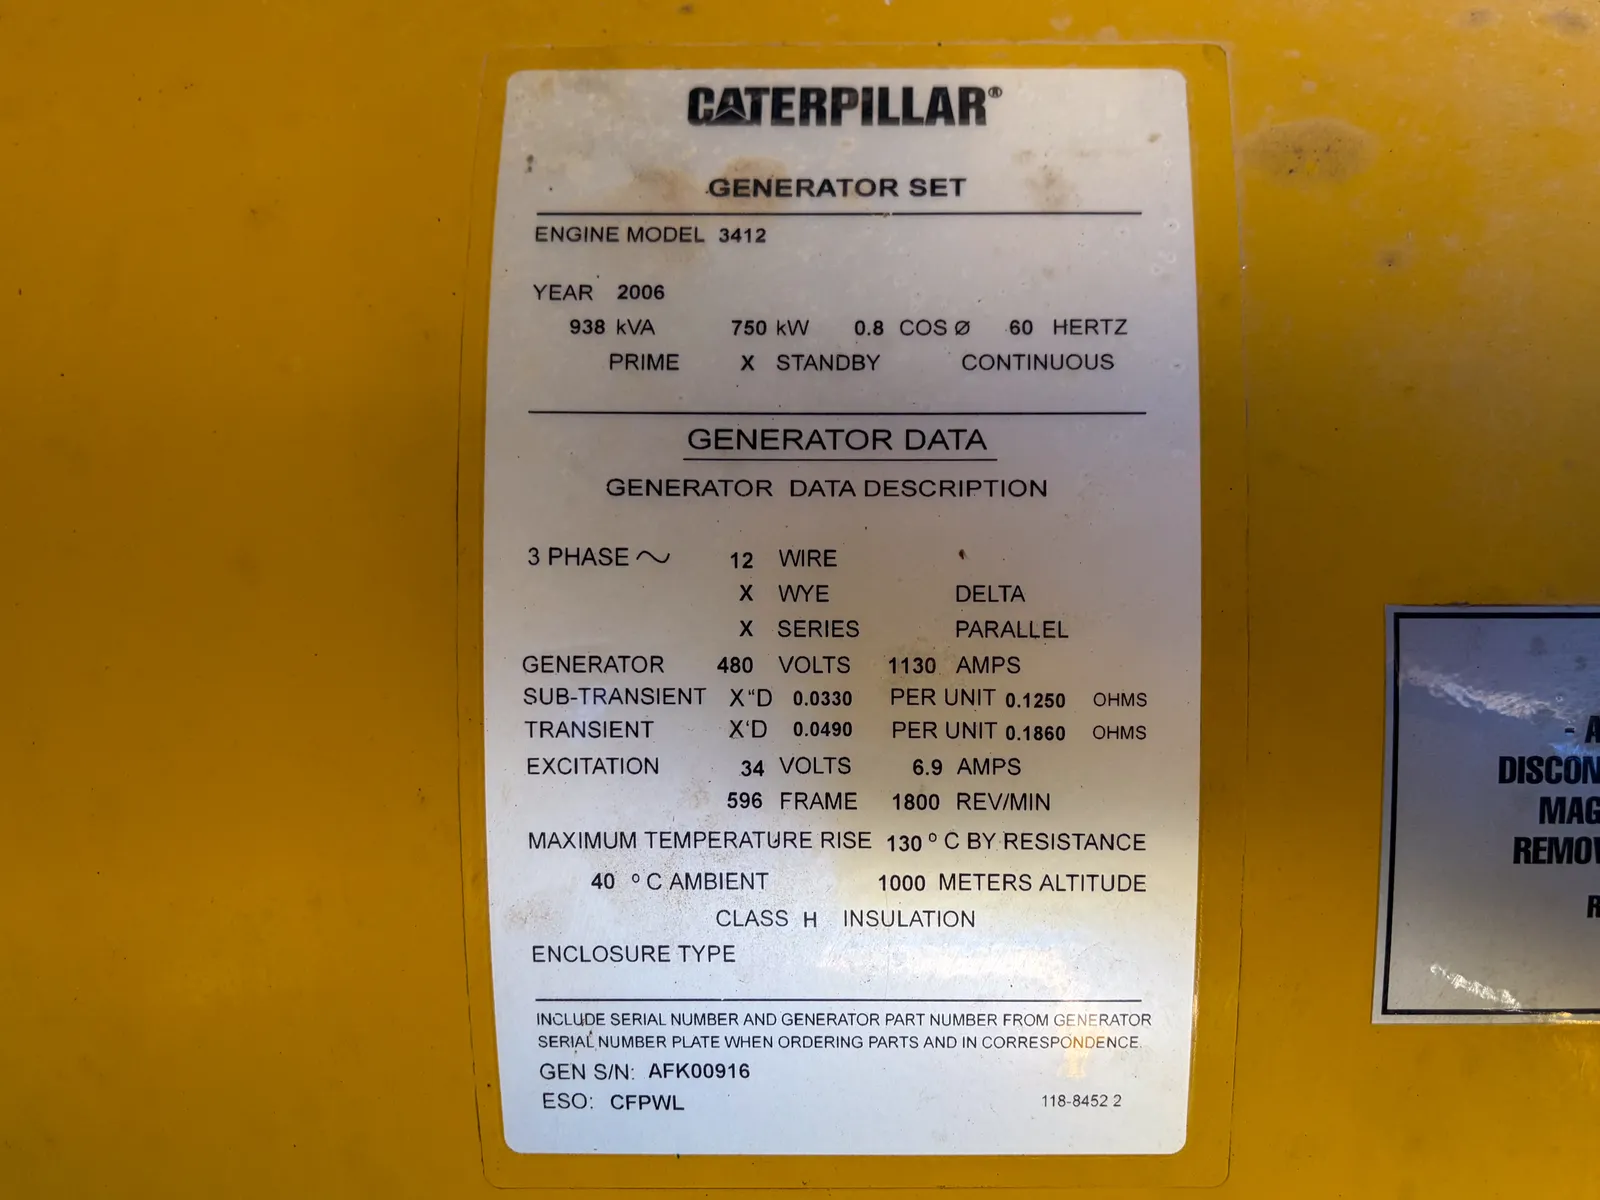 CATERPILLAR®
GENERATOR SET
ENGINE MODEL 3412
YEAR 2006
938 kVA 750 kW 0.8 COS Ø 60 HERTZ
PRIME X STANDBY CONTINUOUS
GENERATOR DATA
GENERATOR DATA DESCRIPTION
3 PHASE ~ 12 WIRE
X WYE DELTA
X SERIES PARALLEL
GENERATOR 480 VOLTS 1130 AMPS
SUB-TRANSIENT X“D 0.0330 PER UNIT 0.1250 OHMS
TRANSIENT X‘D 0.0490 PER UNIT 0.1860 OHMS
EXCITATION 34 VOLTS 6.9 AMPS
596 FRAME 1800 REV/MIN
MAXIMUM TEMPERATURE RISE 130 º C BY RESISTANCE
40 º C AMBIENT 1000 METERS ALTITUDE
CLASS H INSULATION
ENCLOSURE TYPE
INCLUDE SERIAL NUMBER AND GENERATOR PART NUMBER FROM GENERATOR
SERIAL NUMBER PLATE WHEN ORDERING PARTS AND IN CORRESPONDENCE.
GEN S/N: AFK00916
ESO: CFPWL 118-8452 2
- A
DISCON
MAG
REMOV
R